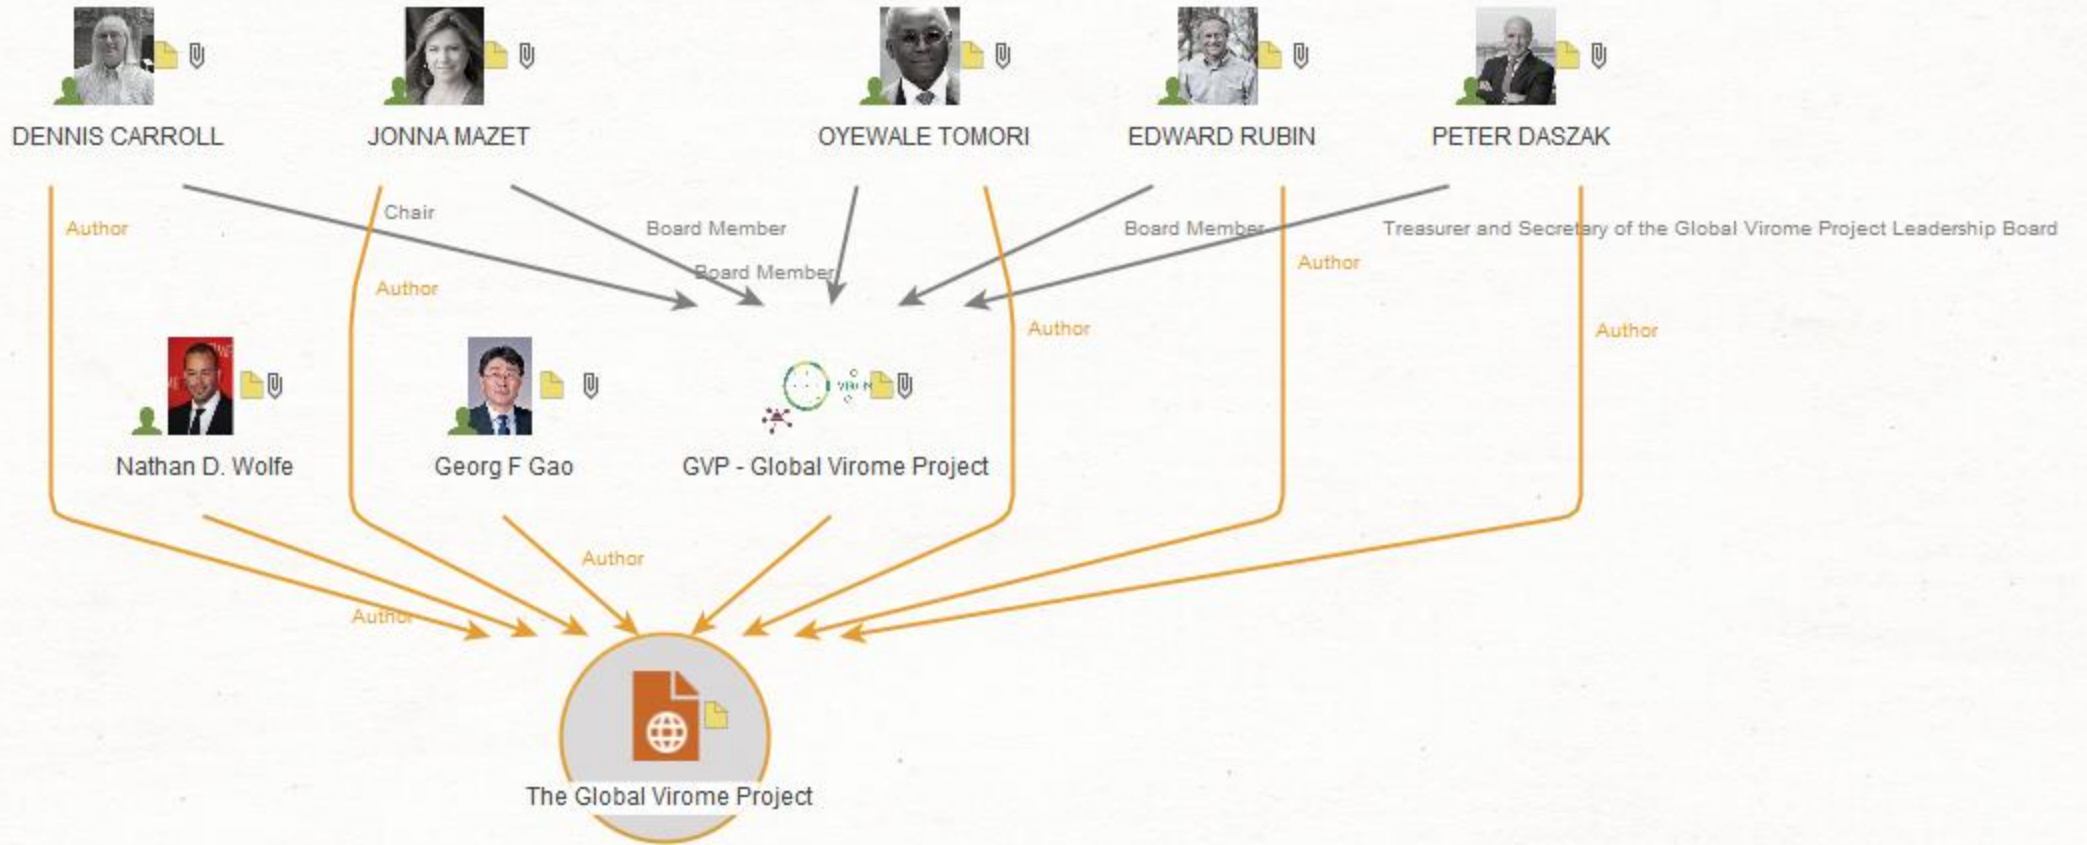 DENNIS CARROLL
JONNA MAZET
OYEWALE TOMORI
EDWARD RUBIN
PETER DASZAK
Author
Chair
Board Member
Board Member
Treasurer and Secretary of the Global Virome Project Leadership Board
Author
Board Member
Author
Author
Author
Nathan D. Wolfe
Georg F Gao
GVP - Global Virome Project
Author
Author
The Global Virome Project